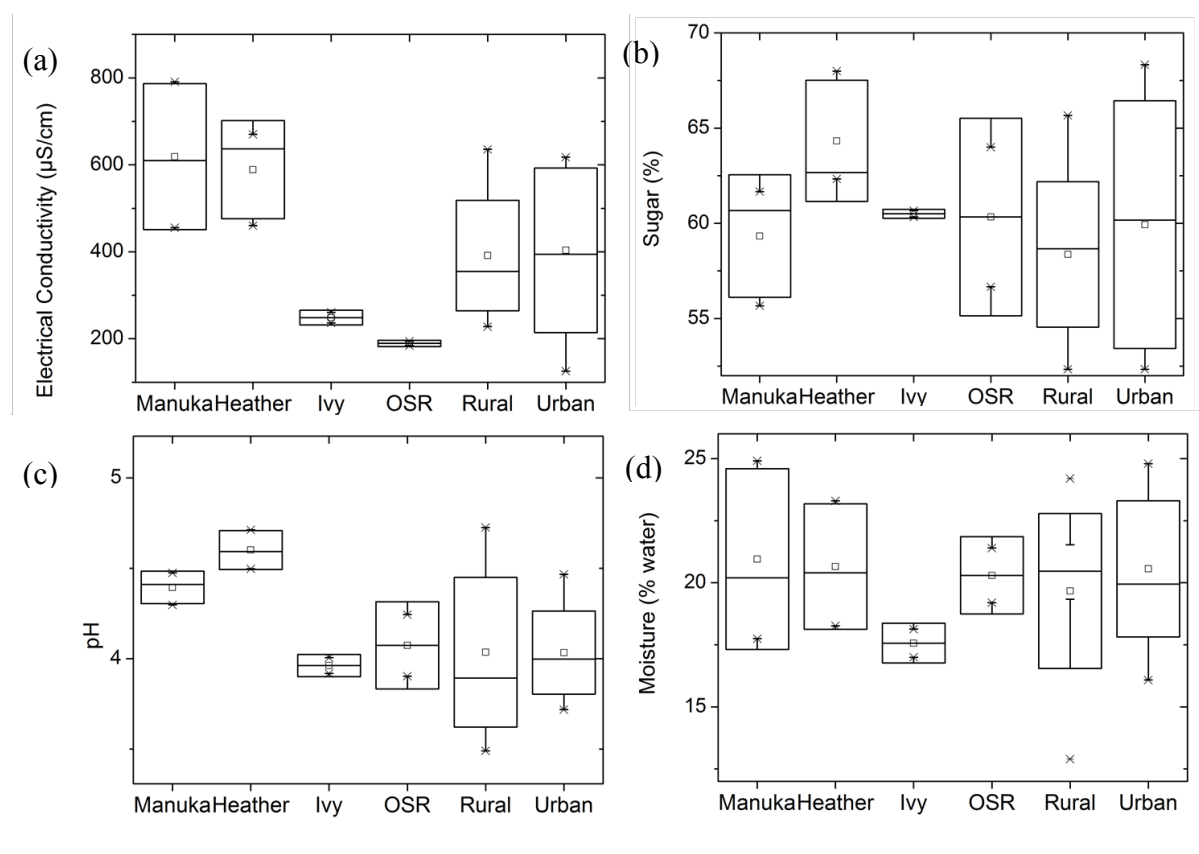 (a)
Electrical Conductivity (µS/cm)
800
600
400
200
Manuka Heather Ivy OSR Rural Urban
(b)
Sugar (%)
70
65
60
55
Manuka Heather Ivy OSR Rural Urban
(c)
pH
5
4
Manuka Heather Ivy OSR Rural Urban
(d)
Moisture (% water)
25
20
15
Manuka Heather Ivy OSR Rural Urban